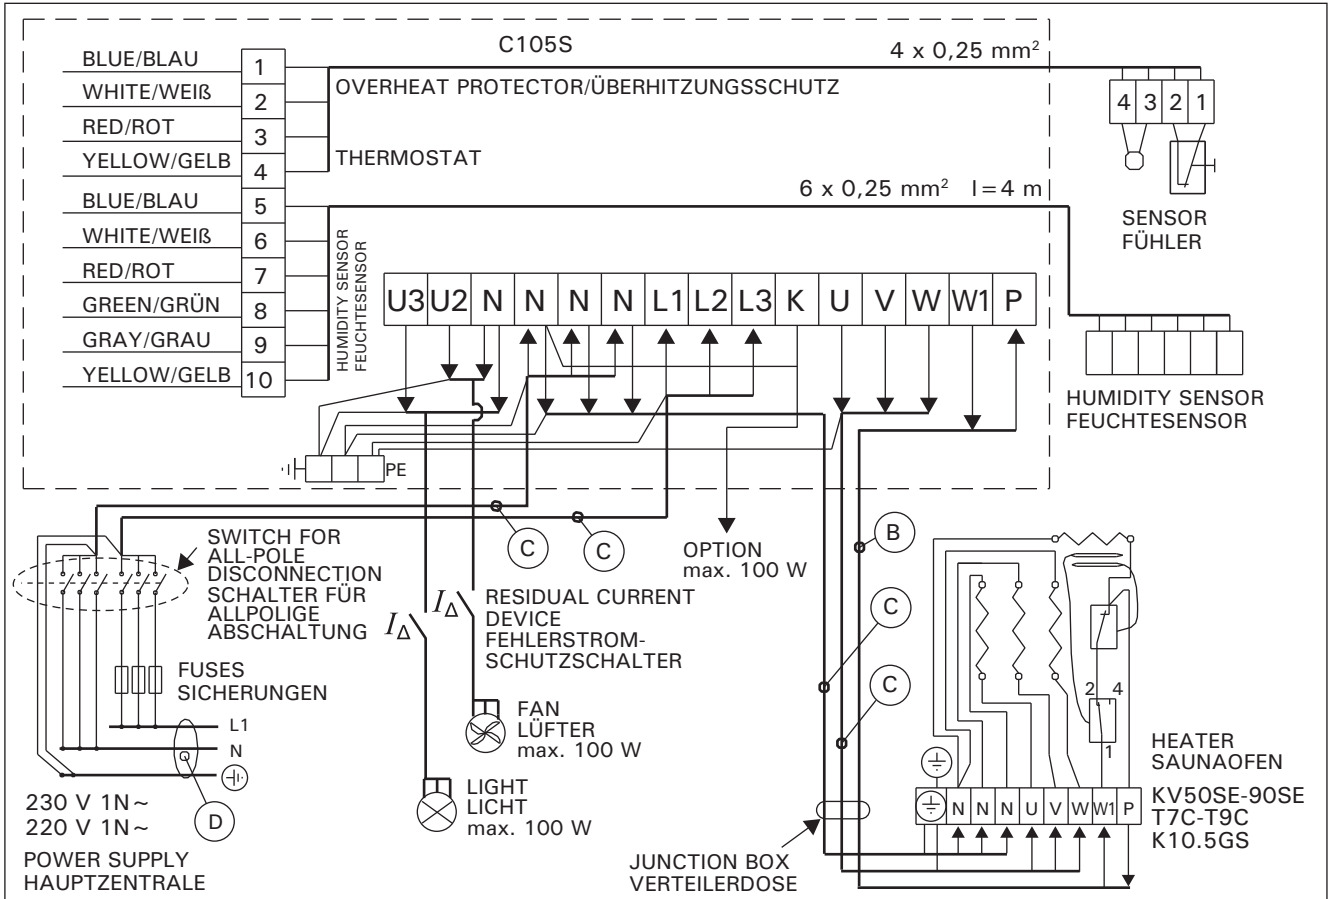 C105S
4 x 0,25 mm²
BLUE/BLAU 1
WHITE/WEIß 2
RED/ROT 3
YELLOW/GELB 4
BLUE/BLAU 5
WHITE/WEIß 6
RED/ROT 7
GREEN/GRÜN 8
GRAY/GRAU 9
YELLOW/GELB 10
OVERHEAT PROTECTOR/ÜBERHITZUNGSSCHUTZ
THERMOSTAT
4 3 2 1
SENSOR
FÜHLER
6 x 0,25 mm² l=4 m
HUMIDITY SENSOR
FEUCHTESENSOR
U3 U2 N N N N L1 L2 L3 K U V W W1 P
HUMIDITY SENSOR
FEUCHTESENSOR
PE
SWITCH FOR
ALL-POLE
DISCONNECTION
SCHALTER FÜR
ALLPOLIGE
ABSCHALTUNG
C
C
OPTION
max. 100 W
B
C
C
IΔ
IΔ
RESIDUAL CURRENT
DEVICE
FEHLERSTROM-
SCHUTZSCHALTER
FUSES
SICHERUNGEN
L1
N
D
230 V 1N~
220 V 1N~
POWER SUPPLY
HAUPTZENTRALE
FAN
LÜFTER
max. 100 W
LIGHT
LICHT
max. 100 W
JUNCTION BOX
VERTEILERDOSE
2 4
1
N N N U V W W1 P
HEATER
SAUNAOFEN
KV50SE-90SE
T7C-T9C
K10.5GS